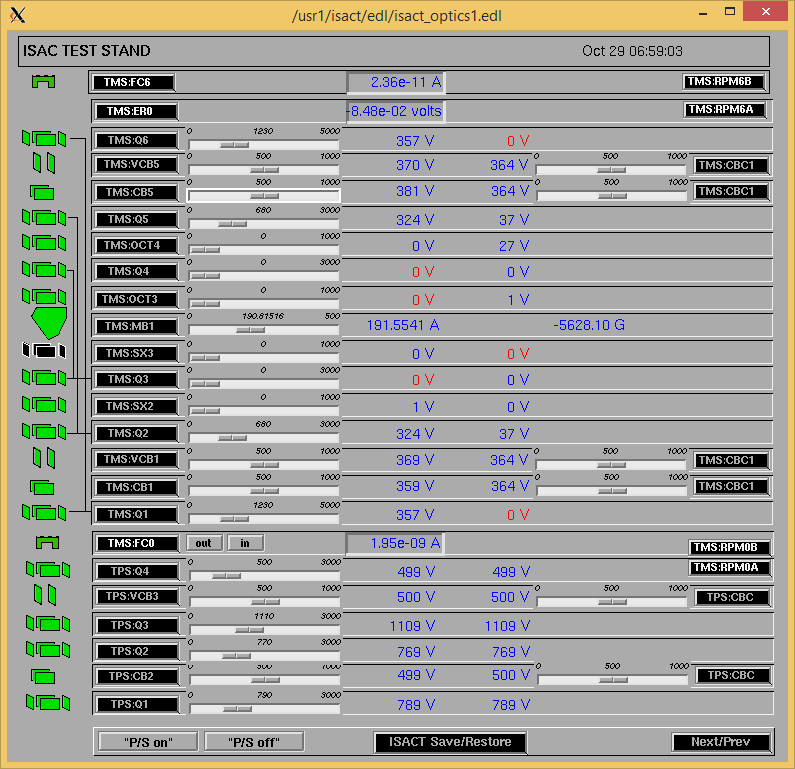 /usr1/isact/edl/isact_optics1.edl
ISAC TEST STAND Oct 29 06:59:03
TMS:FC6 2.36e-11 A TMS:RPM6B
TMS:ER0 -8.48e-02 volts TMS:RPM6A
TMS:Q6 0 1230 5000 357 V 0 V
TMS:VCB5 0 500 1000 370 V 364 V 0 500 1000 TMS:CBC1
TMS:CB5 0 500 1000 381 V 364 V 0 500 1000 TMS:CBC1
TMS:Q5 0 680 3000 324 V 37 V
TMS:OCT4 0 0 1000 0 V 27 V
TMS:Q4 0 0 3000 0 V 0 V
TMS:OCT3 0 0 1000 0 V 1 V
TMS:MB1 0 190.81516 500 191.5541 A -5628.10 G
TMS:SX3 0 0 1000 0 V 0 V
TMS:Q3 0 0 3000 0 V 0 V
TMS:SX2 0 0 1000 1 V 0 V
TMS:Q2 0 680 3000 324 V 37 V
TMS:VCB1 0 500 1000 369 V 364 V 0 500 1000 TMS:CBC1
TMS:CB1 0 500 1000 359 V 364 V 0 500 1000 TMS:CBC1
TMS:Q1 0 1230 5000 357 V 0 V
TMS:FC0 out in 1.95e-09 A TMS:RPM0B
TPS:Q4 0 500 3000 499 V 499 V TMS:RPM0A
TPS:VCB3 0 500 1000 500 V 500 V 0 500 1000 TPS:CBC
TPS:Q3 0 1110 3000 1109 V 1109 V
TPS:Q2 0 770 3000 769 V 769 V
TPS:CB2 0 500 1000 499 V 500 V 0 500 1000 TPS:CBC
TPS:Q1 0 790 3000 789 V 789 V
"P/S on" "P/S off" ISACT Save/Restore Next/Prev